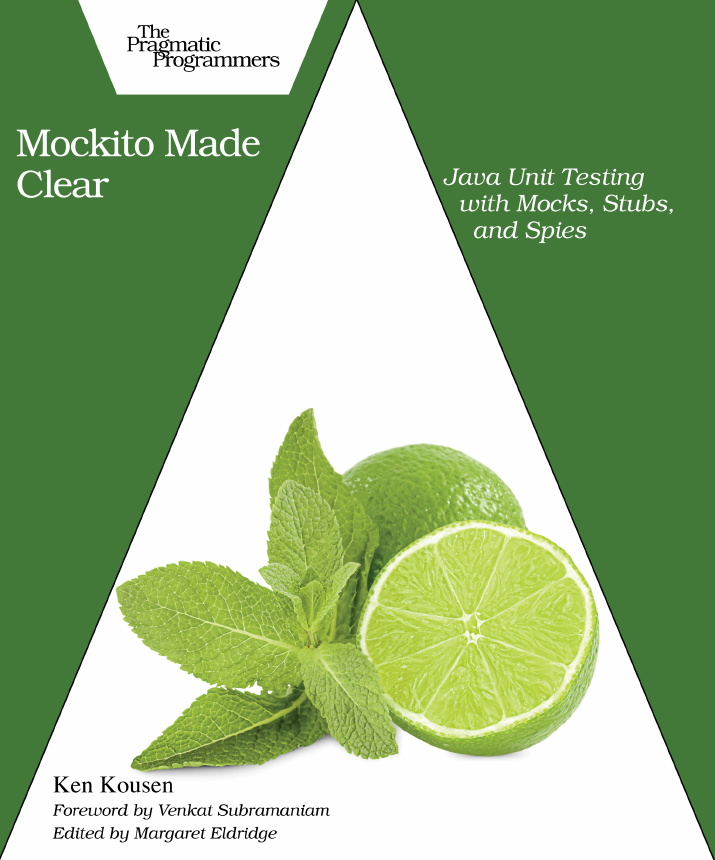 The
Pragmatic
Programmers
Mockito Made
Clear
Java Unit Testing
with Mocks, Stubs,
and Spies
Ken Kousen
Foreword by Venkat Subramaniam
Edited by Margaret Eldridge